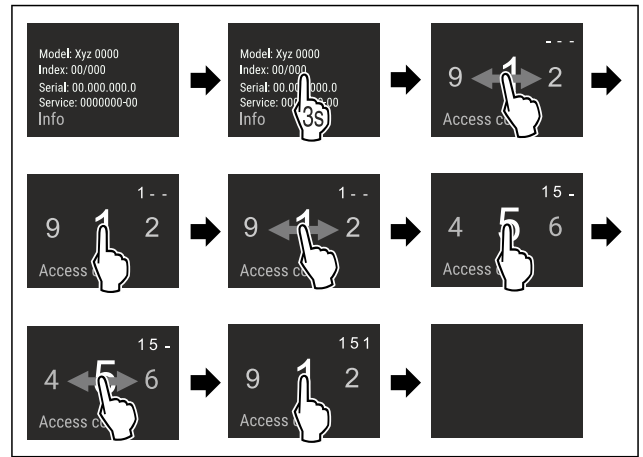 Model: Xyz 0000
Index: 00/000
Serial: 00.000.000.0
Service: 0000000-00
Info
Model: Xyz 0000
Index: 00/000
Serial: 00.00 .000.0
Service: 00 00
Info
3s
- - -
9 1 2
Access co
1 - -
9 1 2
Access co
1 - -
9 1 2
Access co
1 5 -
4 5 6
Access
1 5 -
4 5 6
Access c
1 5 1
9 1 2
Access